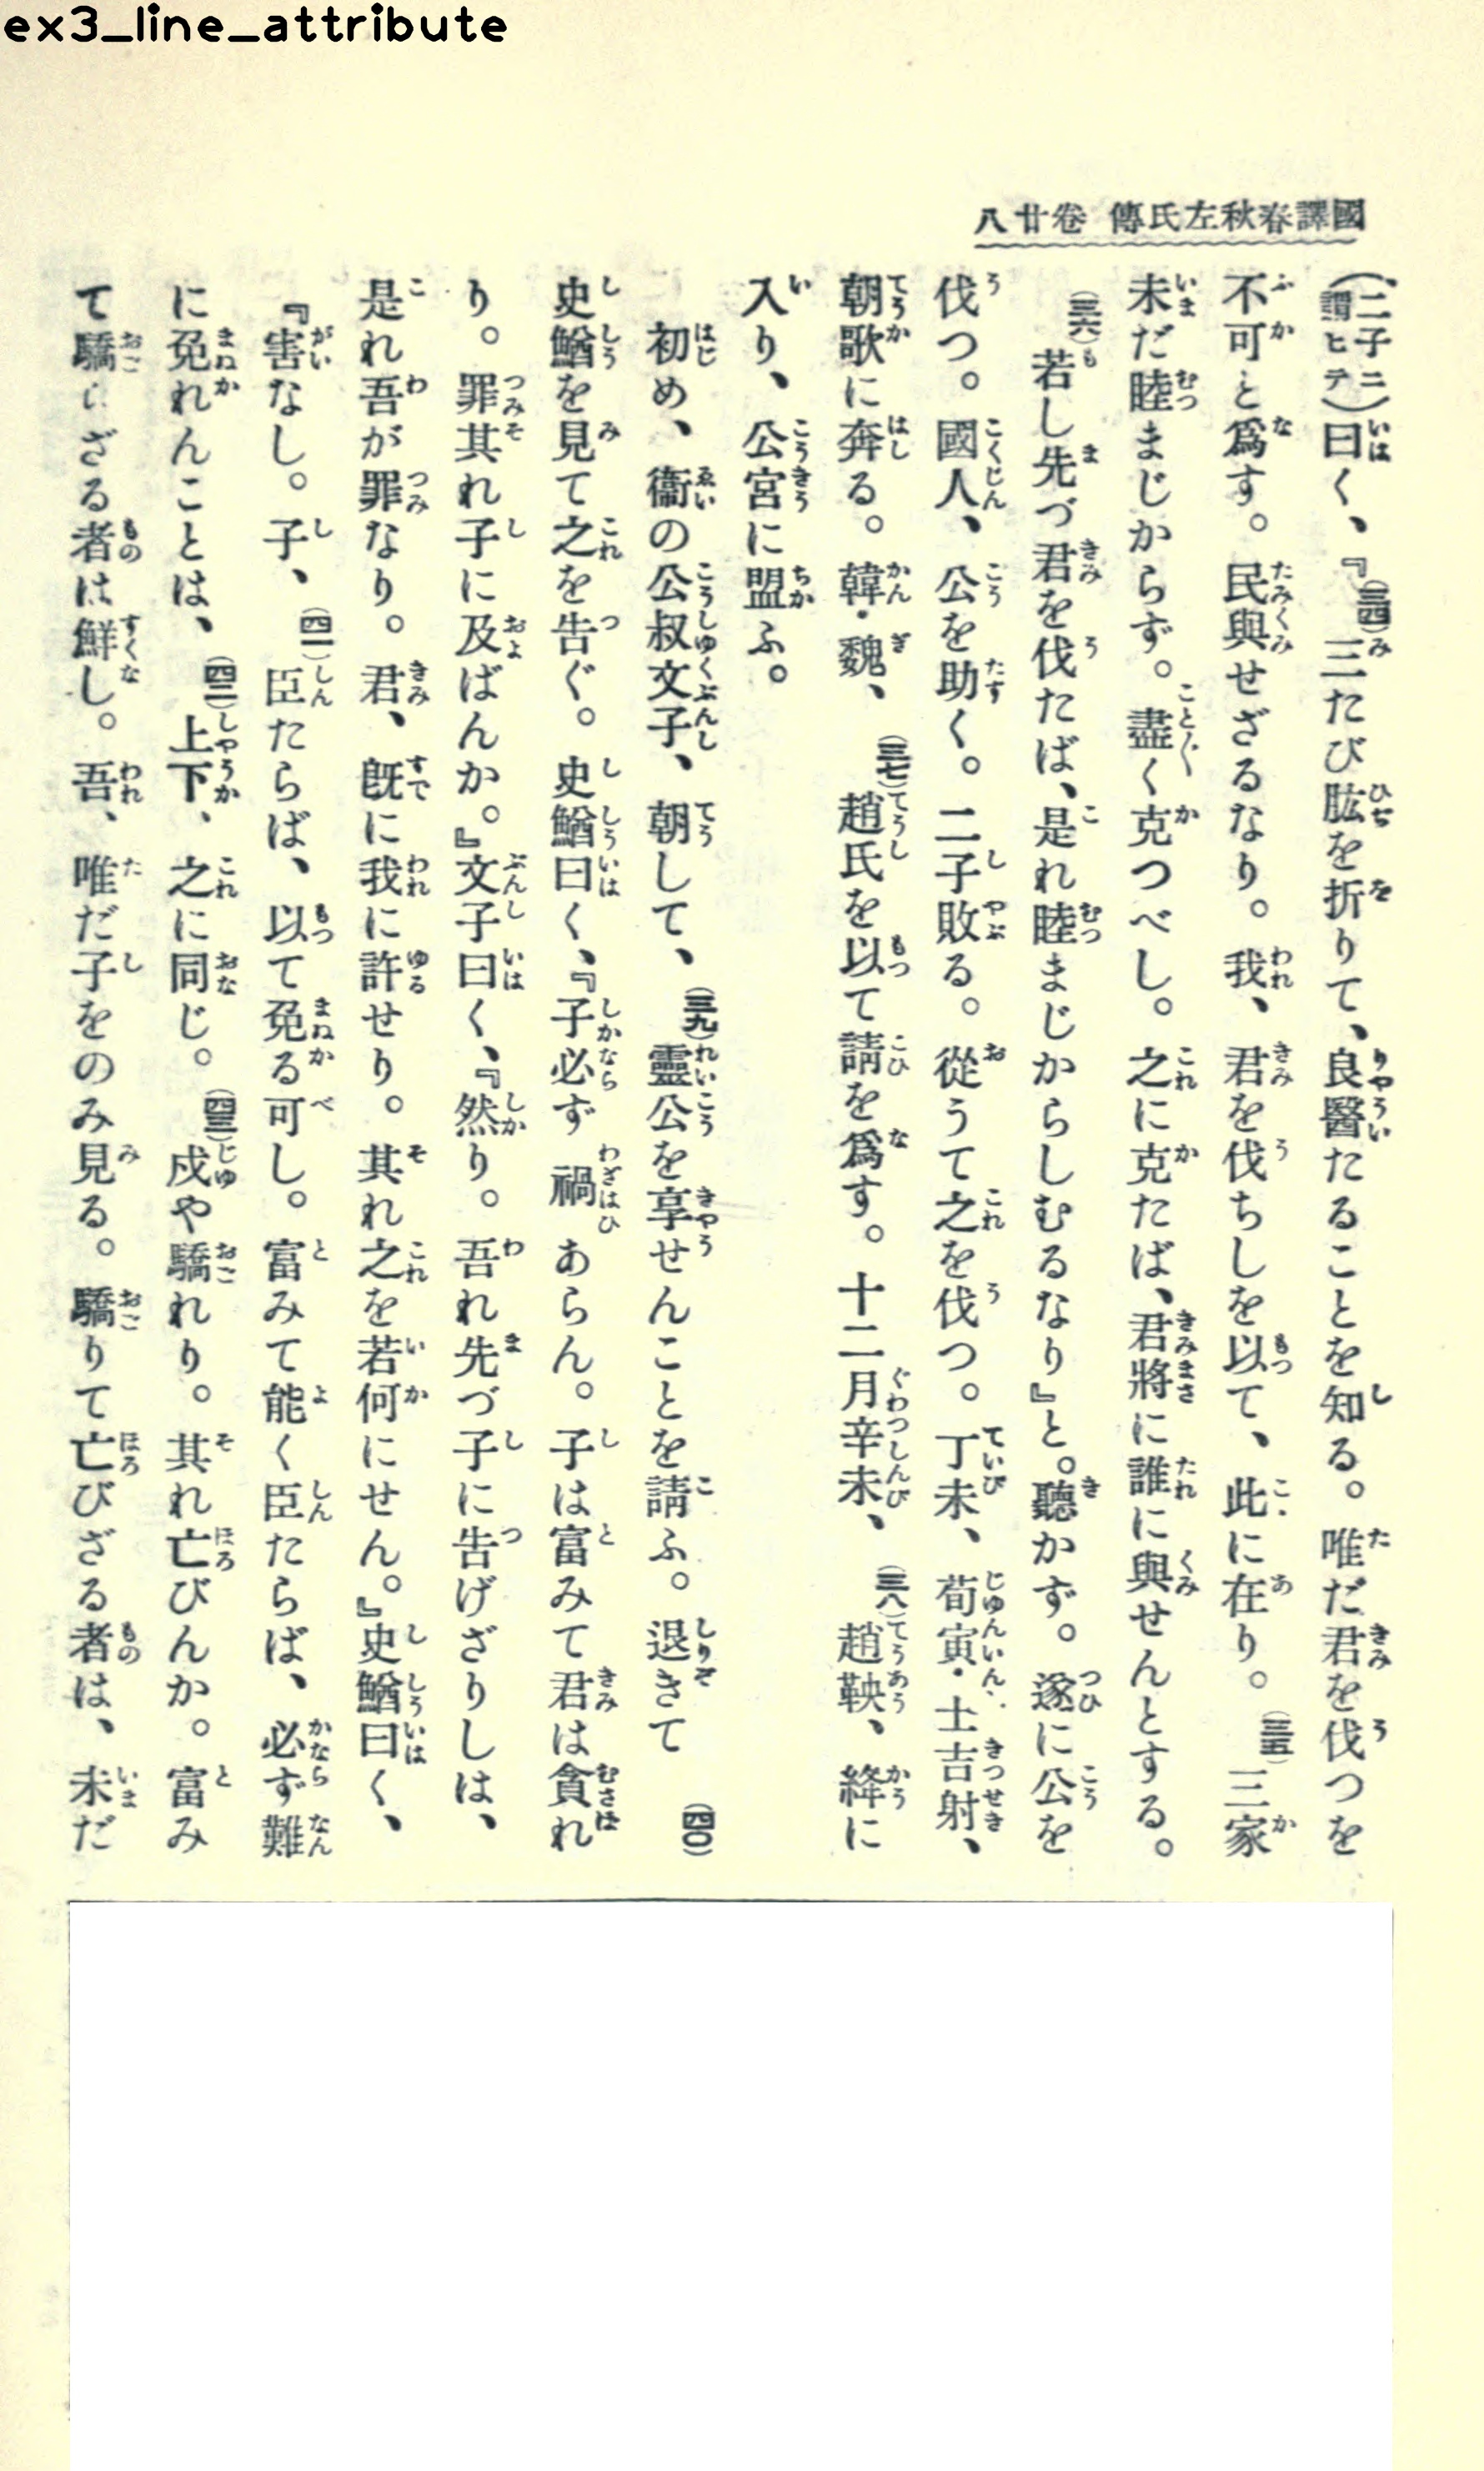 ex3_line_attribute
國譯春秋左氏傳 卷廿八
(二子ニ謂ヒテ)曰く、『(三四)三たび肱を折りて、良醫たることを知る。唯だ君を伐つを
不可と爲す。民與せざるなり。我、君を伐ちしを以て、此に在り。(三五)三家
未だ睦まじからず。盡く克つべし。之に克たば、君將に誰に與せんとする。
(三六)若し先づ君を伐たば、是れ睦まじからしむるなり』と。聽かず。遂に公を
伐つ。國人、公を助く。二子敗る。從うて之を伐つ。丁未、荀寅・士吉射、
朝歌に奔る。韓・魏、(三七)趙氏を以て請を爲す。十二月辛未、(三八)趙鞅、絳に
入り、公宮に盟ふ。
初め、衞の公叔文子、朝して、(三九)靈公を享せんことを請ふ。退きて(四〇)
史鰌を見て之を告ぐ。史鰌曰く、『子必ず禍あらん。子は富みて君は貪れ
り。罪其れ子に及ばんか。』文子曰く、『然り。吾れ先づ子に告げざりしは、
是れ吾が罪なり。君、既に我に許せり。其れ之を若何にせん。』史鰌曰く、
『害なし。子、(四一)臣たらば、以て免る可し。富みて能く臣たらば、必ず難
に免れんことは、(四二)上下、之に同じ。(四三)戍や驕れり。其れ亡びんか。富み
て驕ざる者は鮮し。吾、唯だ子をのみ見る。驕りて亡びざる者は、未だ